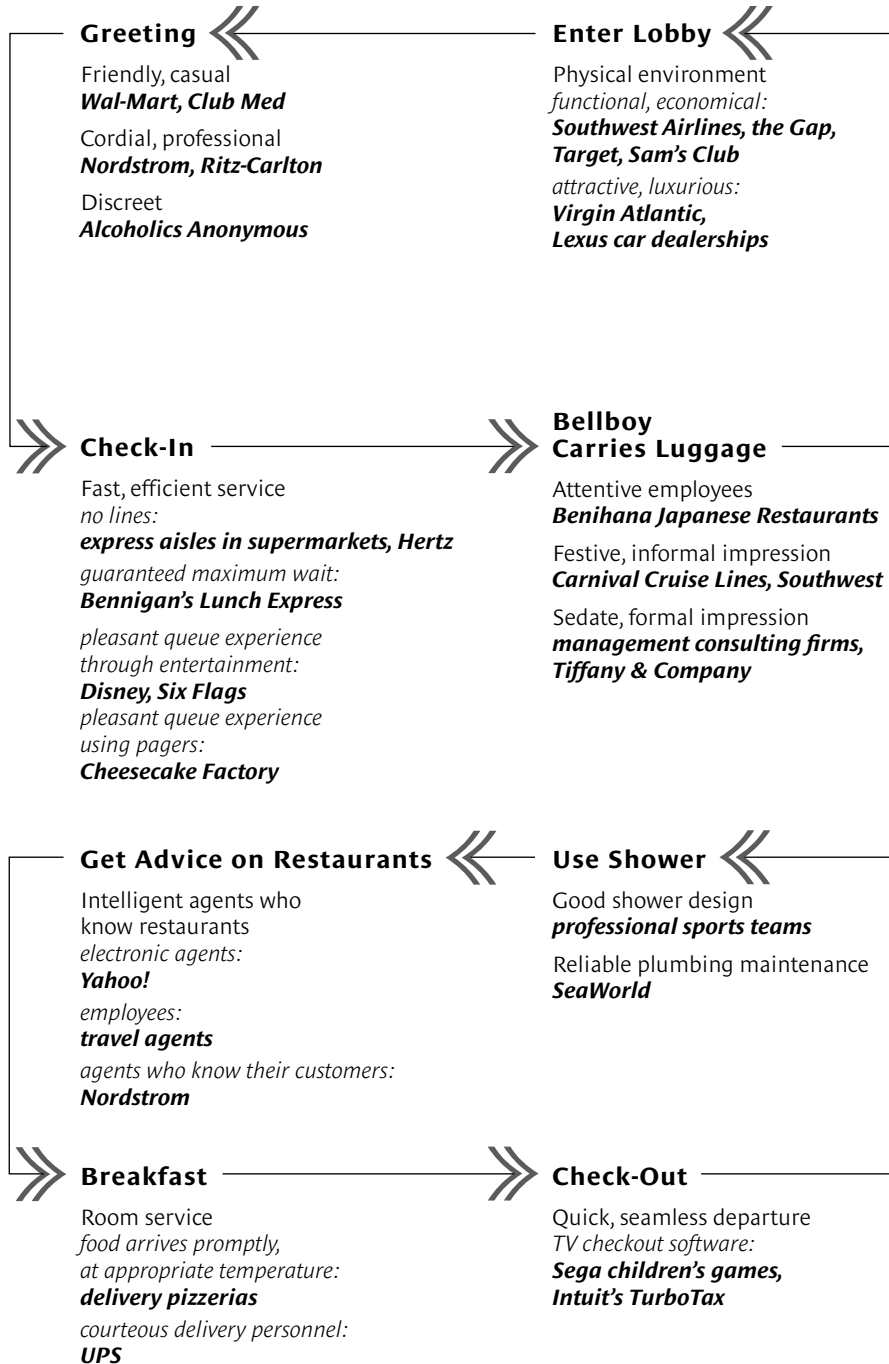 Greeting
Friendly, casual
Wal-Mart, Club Med
Cordial, professional
Nordstrom, Ritz-Carlton
Discreet
Alcoholics Anonymous
Enter Lobby
Physical environment
functional, economical:
Southwest Airlines, the Gap,
Target, Sam's Club
attractive, luxurious:
Virgin Atlantic,
Lexus car dealerships
Check-In
Fast, efficient service
no lines:
express aisles in supermarkets, Hertz
guaranteed maximum wait:
Bennigan's Lunch Express
pleasant queue experience
through entertainment:
Disney, Six Flags
pleasant queue experience
using pagers:
Cheesecake Factory
Bellboy
Carries Luggage
Attentive employees
Benihana Japanese Restaurants
Festive, informal impression
Carnival Cruise Lines, Southwest
Sedate, formal impression
management consulting firms,
Tiffany & Company
Get Advice on Restaurants
Intelligent agents who
know restaurants
electronic agents:
Yahoo!
employees:
travel agents
agents who know their customers:
Nordstrom
Use Shower
Good shower design
professional sports teams
Reliable plumbing maintenance
SeaWorld
Breakfast
Room service
food arrives promptly,
at appropriate temperature:
delivery pizzerias
courteous delivery personnel:
UPS
Check-Out
Quick, seamless departure
TV checkout software:
Sega children's games,
Intuit's TurboTax